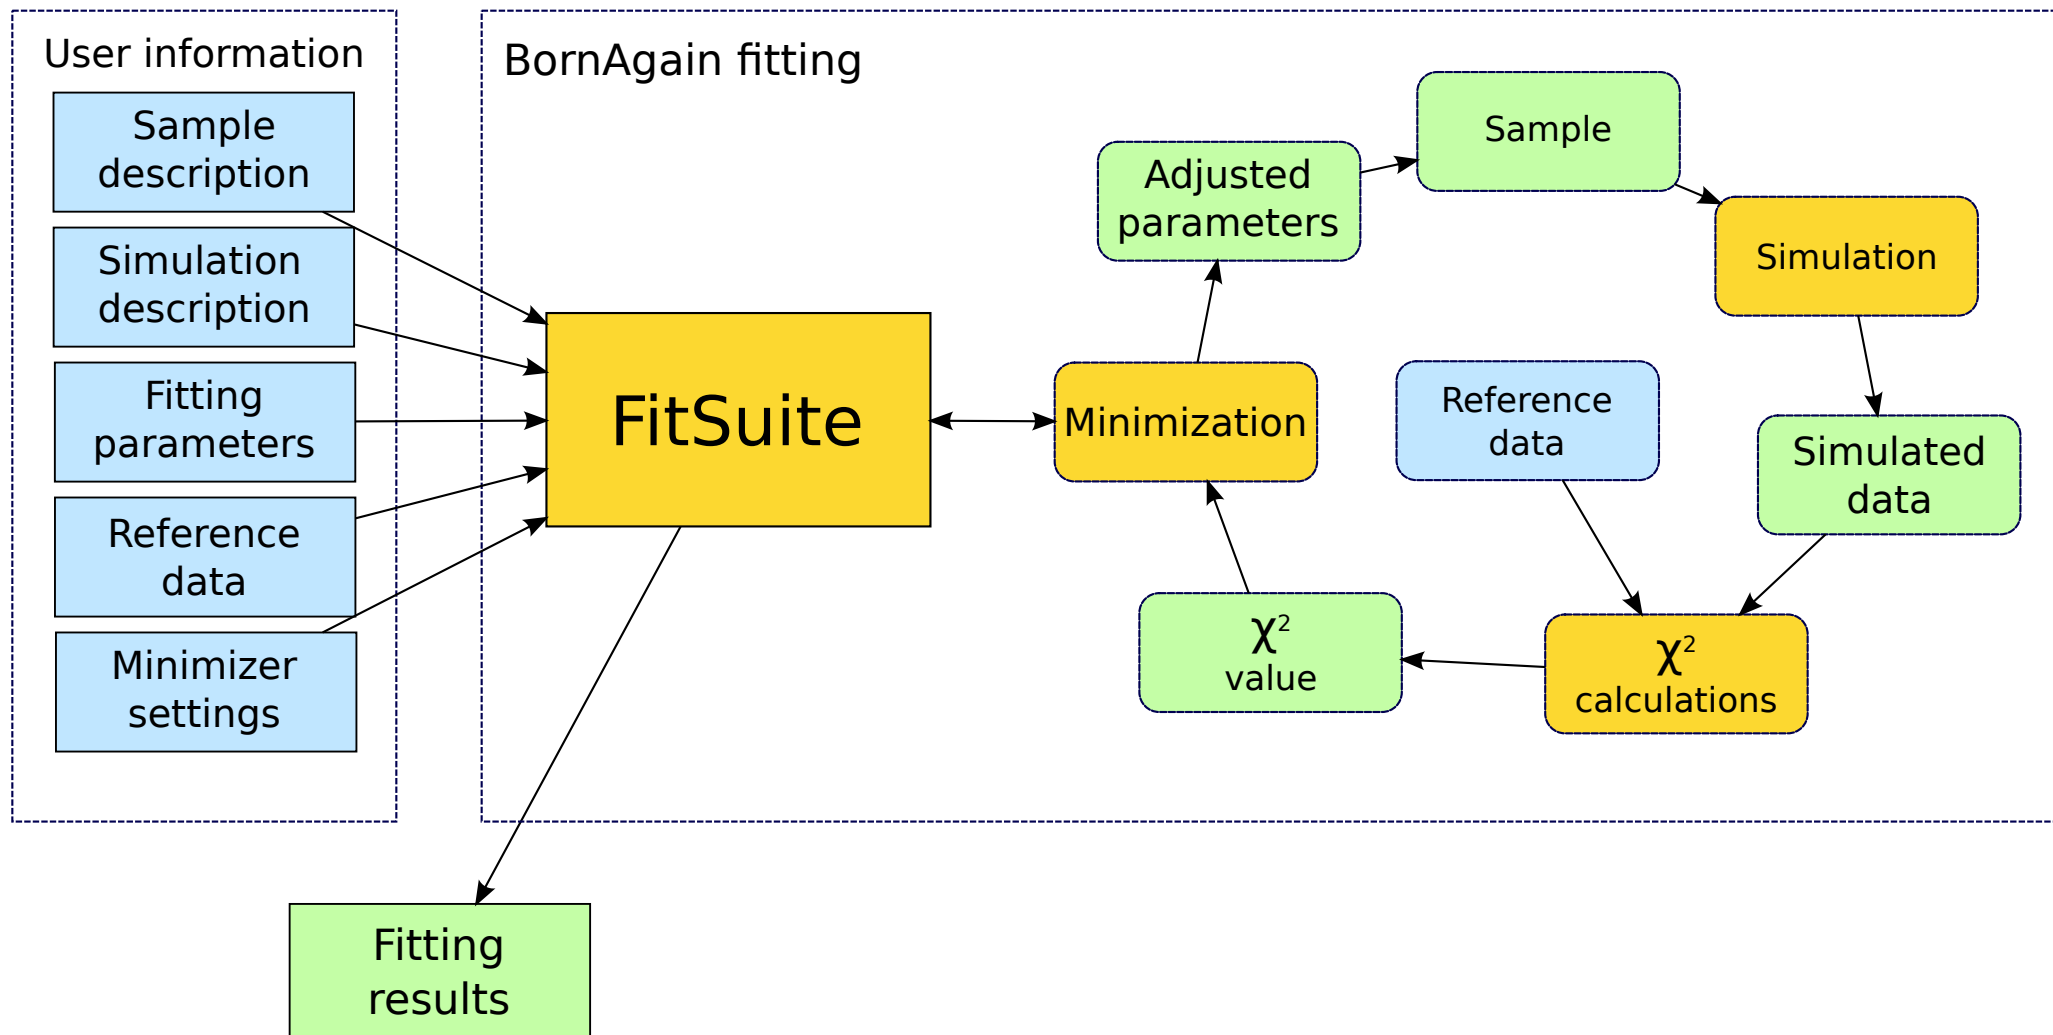 User information
Sample
description
Simulation
description
Fitting
parameters
Reference
data
Minimizer
settings
BornAgain fitting
FitSuite
Minimization
Adjusted
parameters
Sample
Simulation
Reference
data
Simulated
data
χ²
calculations
χ²
value
Fitting
results